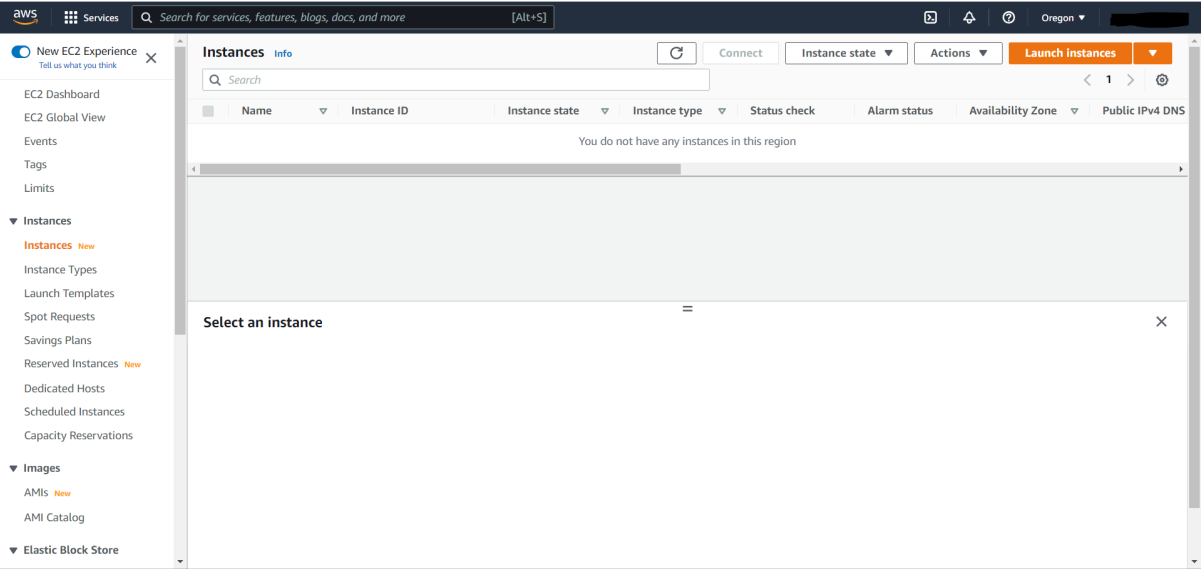 aws Services Search for services, features, blogs, docs, and more [Alt+S] Oregon
New EC2 Experience
Tell us what you think
EC2 Dashboard
EC2 Global View
Events
Tags
Limits
Instances
Instances New
Instance Types
Launch Templates
Spot Requests
Savings Plans
Reserved Instances New
Dedicated Hosts
Scheduled Instances
Capacity Reservations
Images
AMIs New
AMI Catalog
Elastic Block Store
Instances Info Connect Instance state Actions Launch instances
Search 1
Name Instance ID Instance state Instance type Status check Alarm status Availability Zone Public IPv4 DNS
You do not have any instances in this region
Select an instance